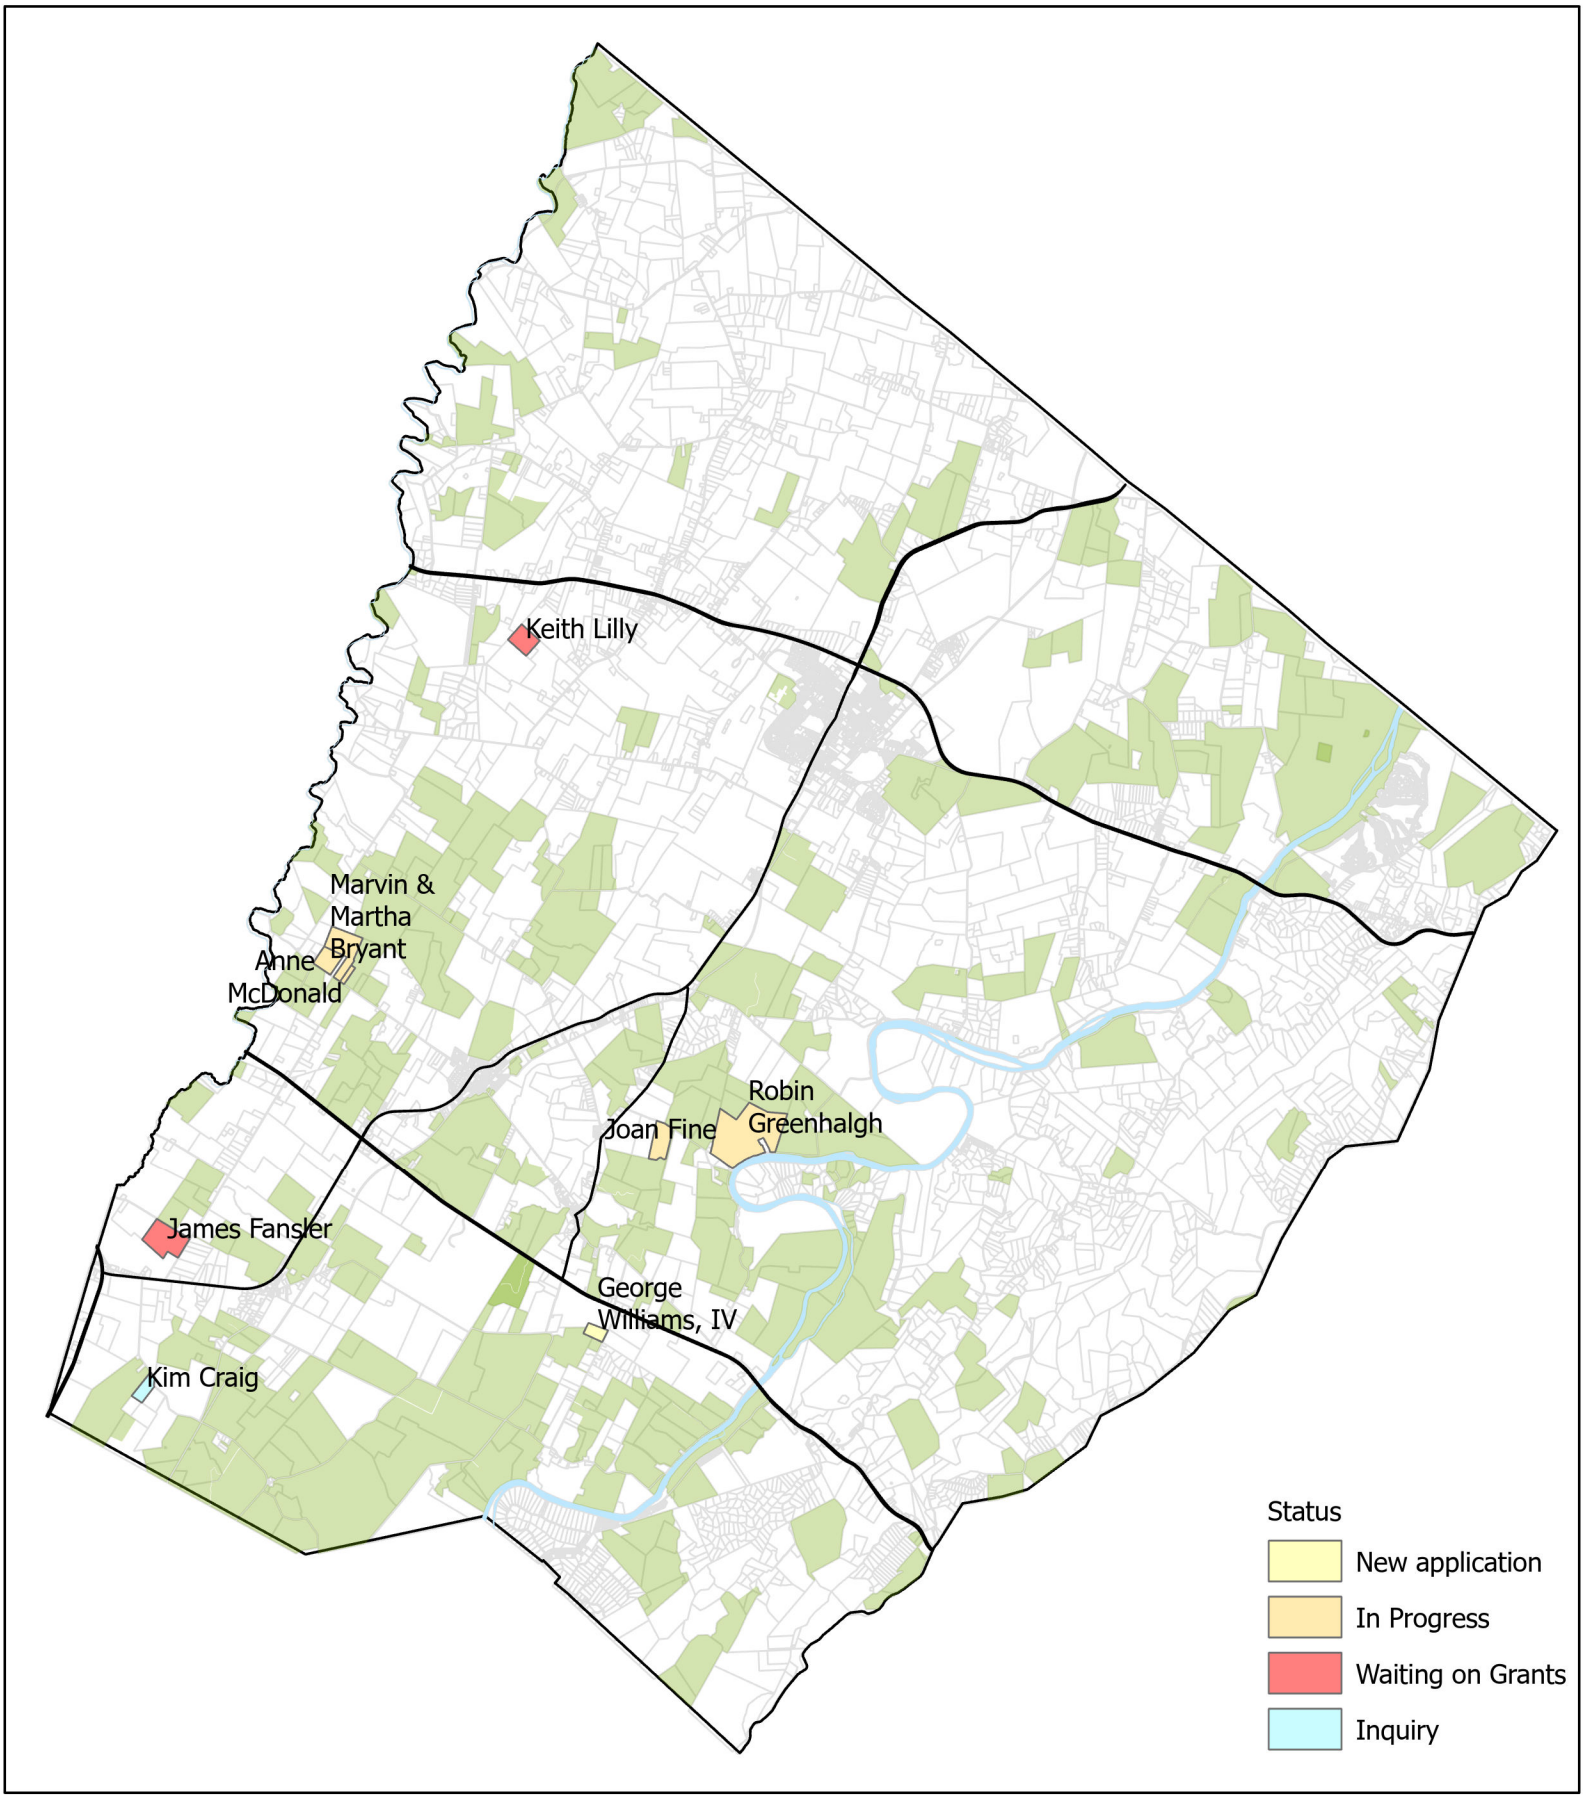 Keith Lilly
Marvin &
Martha
Bryant
Anne
McDonald
Robin
Greenhalgh
Joan Fine
James Fansler
George
Williams, IV
Kim Craig
Status
New application
In Progress
Waiting on Grants
Inquiry